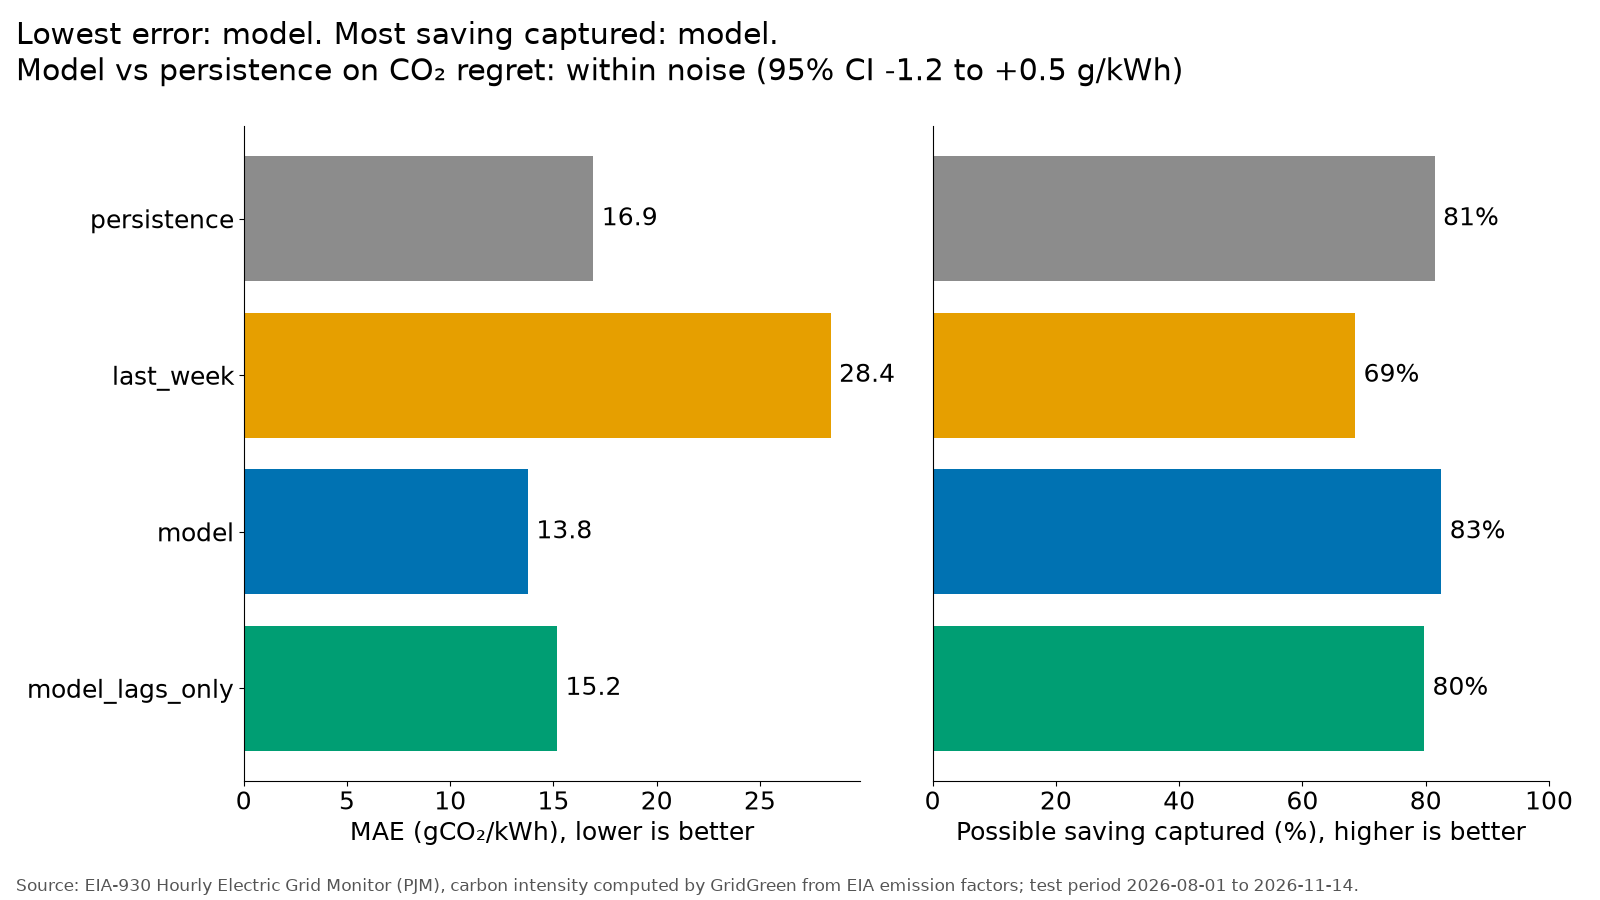 Lowest error: model. Most saving captured: model.
Model vs persistence on CO₂ regret: within noise (95% CI -1.2 to +0.5 g/kWh)
persistence
16.9
81%
last_week
28.4
69%
model
13.8
83%
model_lags_only
15.2
80%
0 5 10 15 20 25
0 20 40 60 80 100
MAE (gCO₂/kWh), lower is better
Possible saving captured (%), higher is better
Source: EIA-930 Hourly Electric Grid Monitor (PJM), carbon intensity computed by GridGreen from EIA emission factors; test period 2026-08-01 to 2026-11-14.